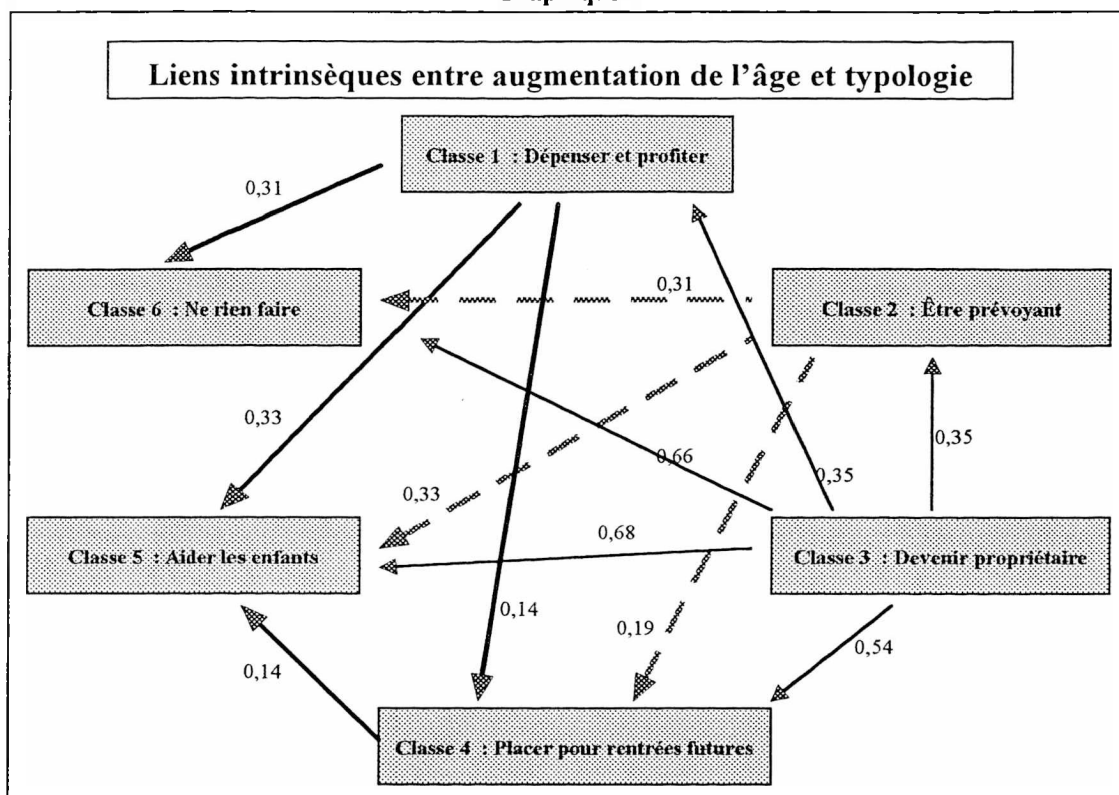 Liens intrinsèques entre augmentation de l'âge et typologie
Classe 1 : Dépenser et profiter
0,31
Classe 6 : Ne rien faire
0,31
Classe 2 : Être prévoyant
0,33
0,66
0,35
0,35
0,33
Classe 5 : Aider les enfants
0,68
Classe 3 : Devenir propriétaire
0,14
0,19
0,54
0,14
Classe 4 : Placer pour rentrées futures